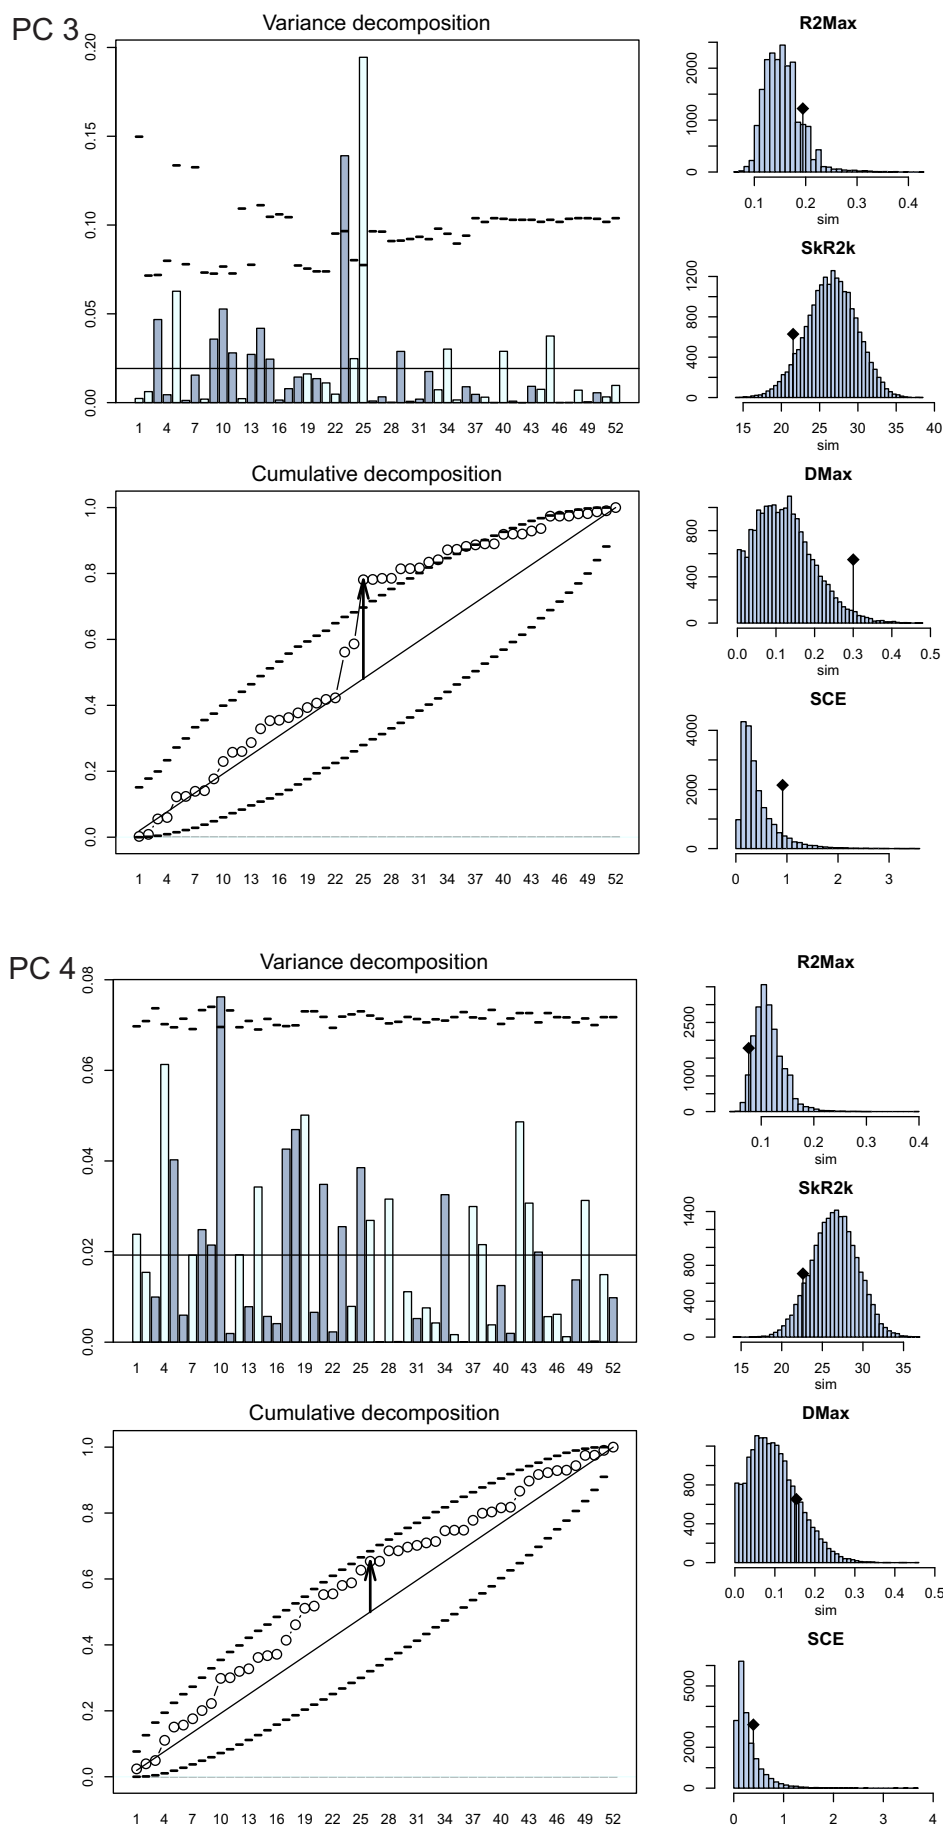 PC 3
Variance decomposition
0.00 0.05 0.10 0.15 0.20
1 4 7 10 13 16 19 22 25 28 31 34 37 40 43 46 49 52
R2Max
0 1000 2000
0.1 0.2 0.3 0.4
sim
SkR2k
0 400 800 1200
15 20 25 30 35 40
sim
Cumulative decomposition
0.0 0.2 0.4 0.6 0.8 1.0
1 4 7 10 13 16 19 22 25 28 31 34 37 40 43 46 49 52
DMax
0 400 800
0.0 0.1 0.2 0.3 0.4 0.5
sim
SCE
0 2000 4000
0 1 2 3
PC 4
Variance decomposition
0.00 0.02 0.04 0.06 0.08
1 4 7 10 13 16 19 22 25 28 31 34 37 40 43 46 49 52
R2Max
0 1000 2500
0.1 0.2 0.3 0.4
sim
SkR2k
0 400 800 1400
15 20 25 30 35
sim
Cumulative decomposition
0.0 0.2 0.4 0.6 0.8 1.0
1 4 7 10 13 16 19 22 25 28 31 34 37 40 43 46 49 52
DMax
0 400 800
0.0 0.1 0.2 0.3 0.4 0.5
sim
SCE
0 2000 5000
0 1 2 3 4